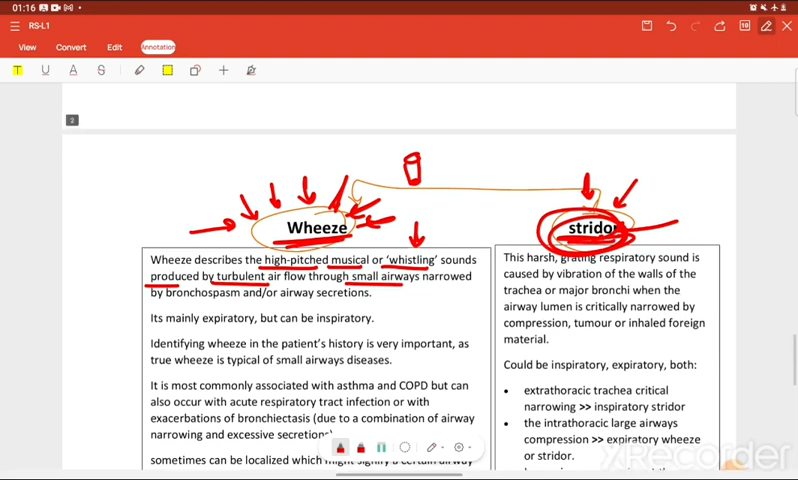 01:16
RS-L1
10
View Convert Edit Annotation
T U A S
2
Wheeze
Wheeze describes the high-pitched musical or ‘whistling’ sounds
produced by turbulent air flow through small airways narrowed
by bronchospasm and/or airway secretions.
Its mainly expiratory, but can be inspiratory.
Identifying wheeze in the patient’s history is very important, as
true wheeze is typical of small airways diseases.
It is most commonly associated with asthma and COPD but can
also occur with acute respiratory tract infection or with
exacerbations of bronchiectasis (due to a combination of airway
narrowing and excessive secretions)
sometimes can be localized which might signify a certain airway
stridor
This harsh, grating respiratory sound is
caused by vibration of the walls of the
trachea or major bronchi when the
airway lumen is critically narrowed by
compression, tumour or inhaled foreign
material.
Could be inspiratory, expiratory, both:
• extrathoracic trachea critical
narrowing >> inspiratory stridor
• the intrathoracic large airways
compression >> expiratory wheeze
or stridor.
XRecorder